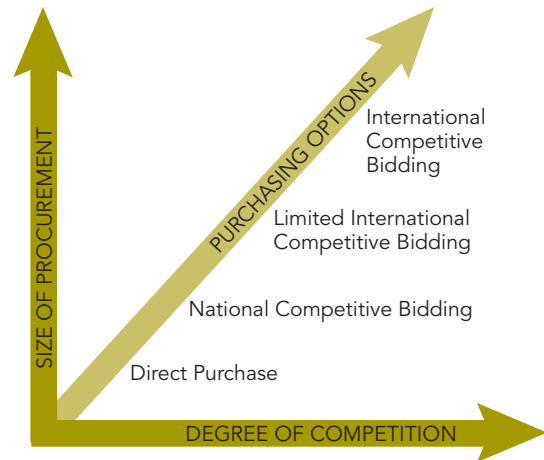 SIZE OF PROCUREMENT
PURCHASING OPTIONS
International
Competitive
Bidding
Limited International
Competitive Bidding
National Competitive Bidding
Direct Purchase
DEGREE OF COMPETITION